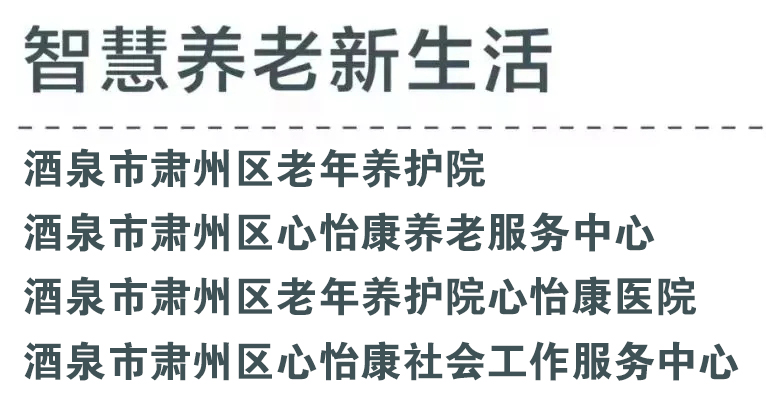 智慧养老新生活
酒泉市肃州区老年养护院
酒泉市肃州区心怡康养老服务中心
酒泉市肃州区老年养护院心怡康医院
酒泉市肃州区心怡康社会工作服务中心